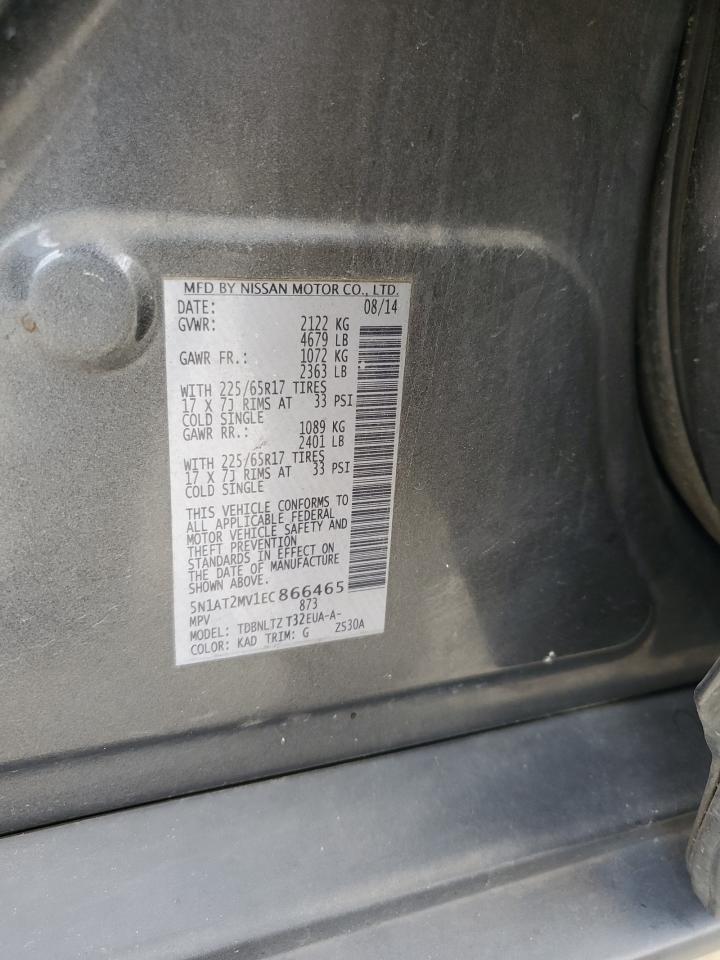 MFD BY NISSAN MOTOR CO., LTD.
DATE: 08/14
GVWR: 2122 KG
4679 LB
GAWR FR.: 1072 KG
2363 LB
WITH 225/65R17 TIRES
17 X 7J RIMS AT 33 PSI
COLD SINGLE
GAWR RR.: 1089 KG
2401 LB
WITH 225/65R17 TIRES
17 X 7J RIMS AT 33 PSI
COLD SINGLE
THIS VEHICLE CONFORMS TO
ALL APPLICABLE FEDERAL
MOTOR VEHICLE SAFETY AND
THEFT PREVENTION
STANDARDS IN EFFECT ON
THE DATE OF MANUFACTURE
SHOWN ABOVE.
5N1AT2MV1EC866465
MPV 873
MODEL: TDBNLTZ T32EUA-A-
COLOR: KAD TRIM: G ZS30A